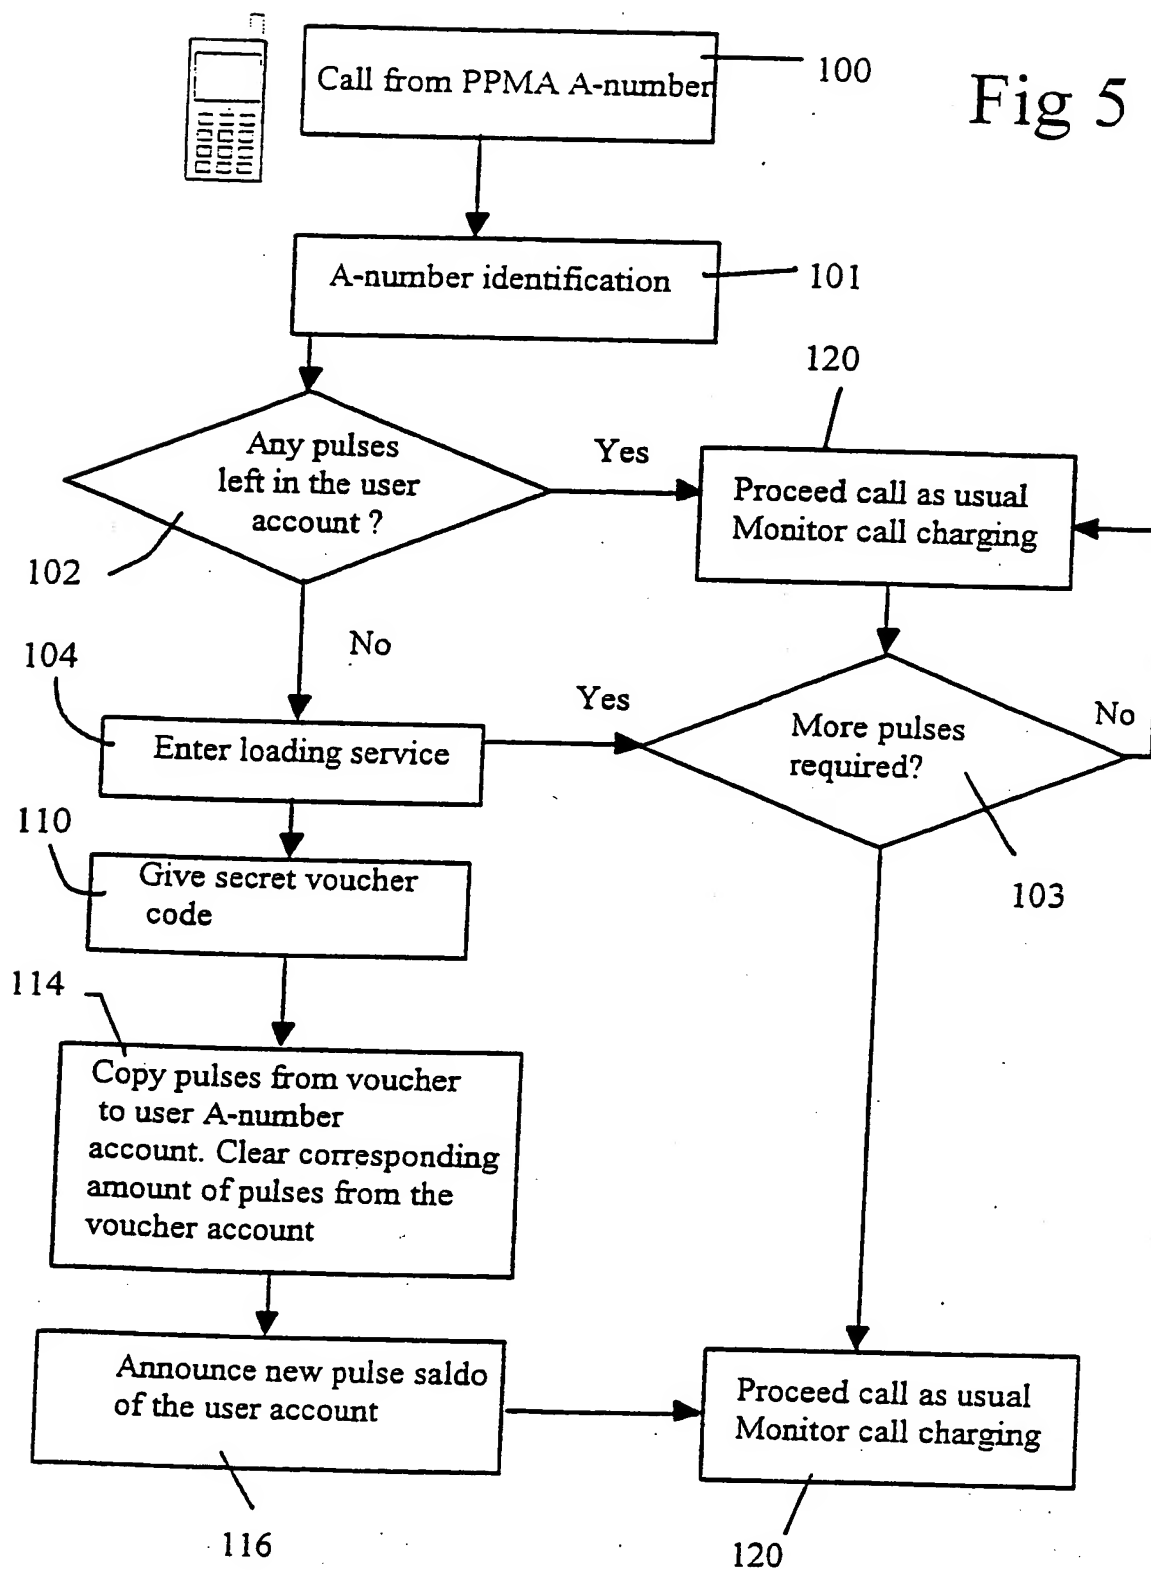 Fig 5
Call from PPMA A-number
100
A-number identification
101
120
Any pulses
left in the user
account ?
Yes
Proceed call as usual
Monitor call charging
102
No
104
Enter loading service
Yes
More pulses
required?
No
103
110
Give secret voucher
code
114
Copy pulses from voucher
to user A-number
account. Clear corresponding
amount of pulses from the
voucher account
Announce new pulse saldo
of the user account
Proceed call as usual
Monitor call charging
116
120